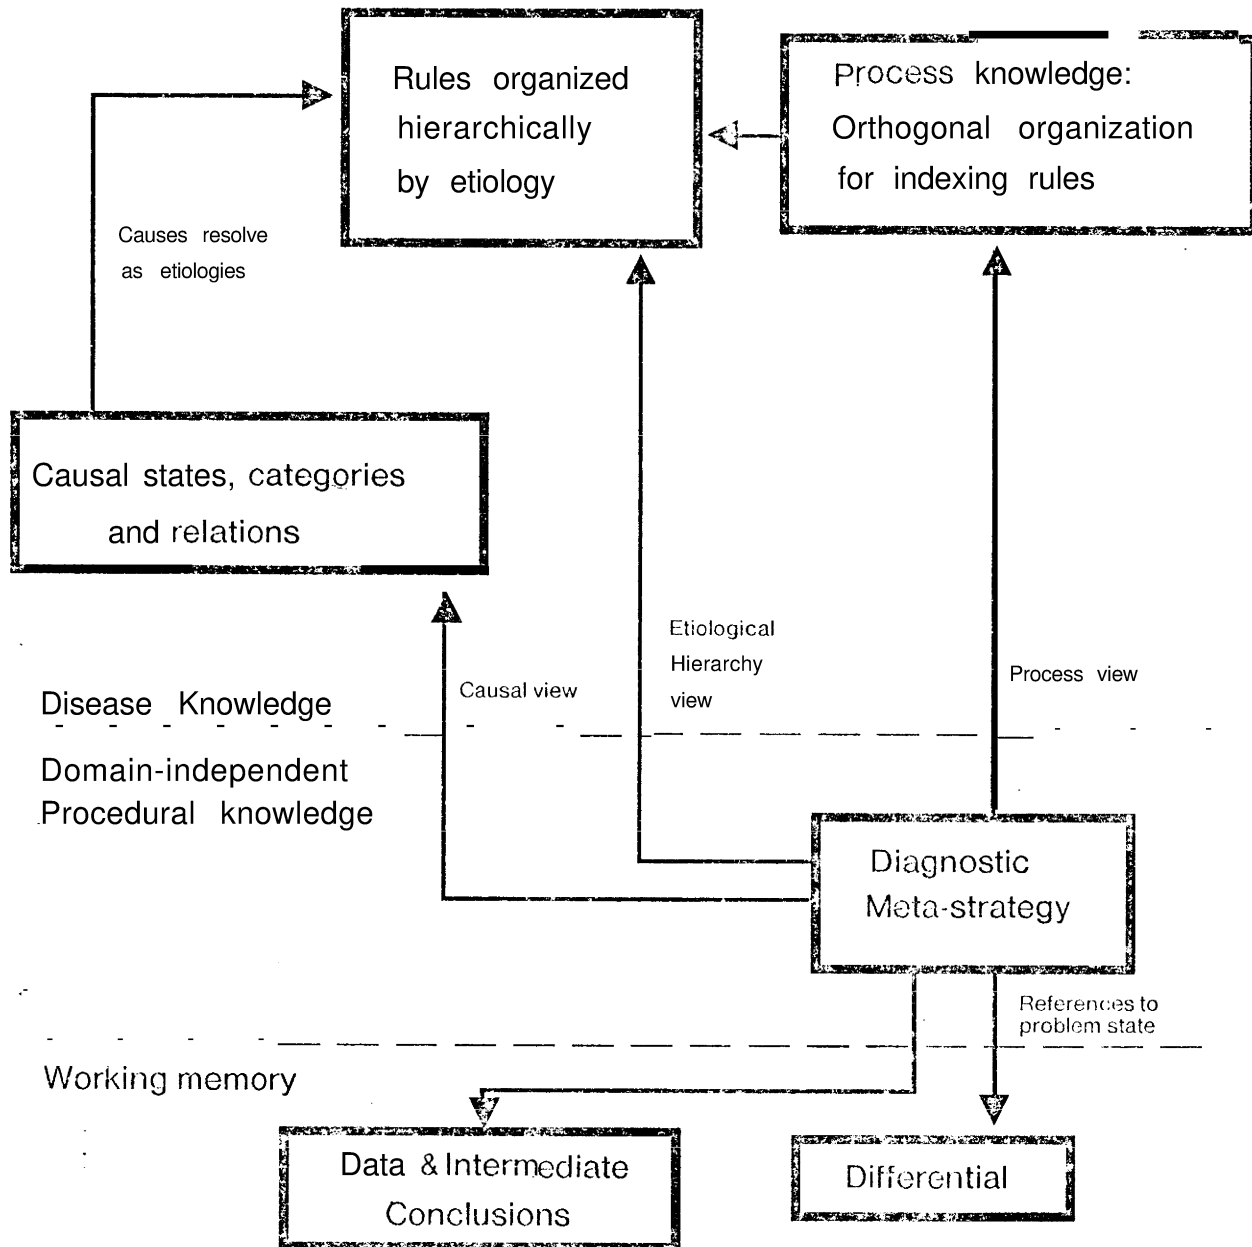 Rules organized
hierarchically
by etiology
Process knowledge:
Orthogonal organization
for indexing rules
Causes resolve
as etiologies
Causal states, categories
and relations
Etiological
Hierarchy
view
Causal view
Process view
Disease Knowledge
Domain-independent
Procedural knowledge
Diagnostic
Meta-strategy
References to
problem state
Working memory
Data & Intermediate
Conclusions
Differential